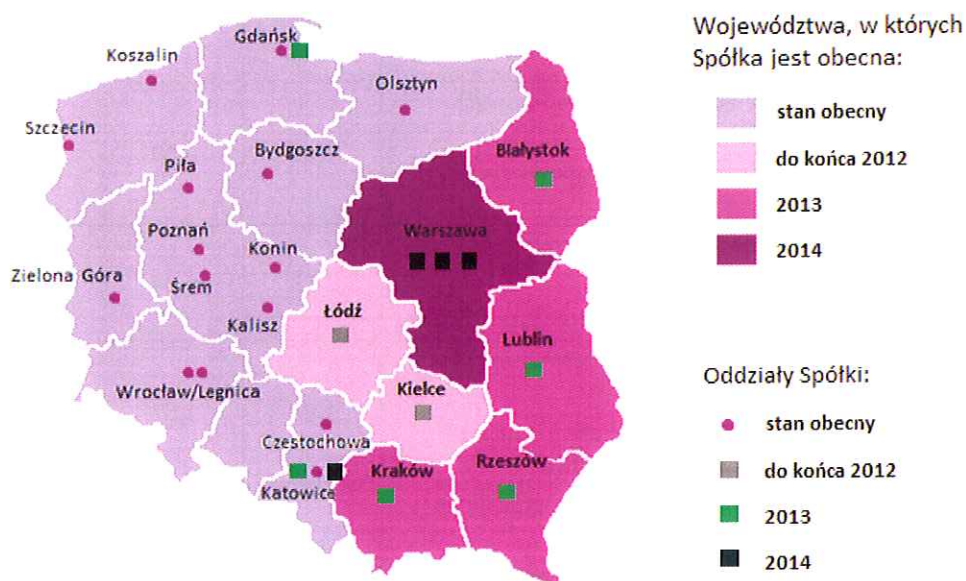 Gdańsk
Koszalin
Olsztyn
Szczecin
Bydgoszcz
Białystok
Piła
Poznań
Konin
Warszawa
Zielona Góra
Śrem
Kalisz
Łódź
Lublin
Wrocław/Legnica
Kielce
Czestochowa
Katowice
Kraków
Rzeszów
Województwa, w których
Spółka jest obecna:
stan obecny
do końca 2012
2013
2014
Oddziały Spółki:
stan obecny
do końca 2012
2013
2014